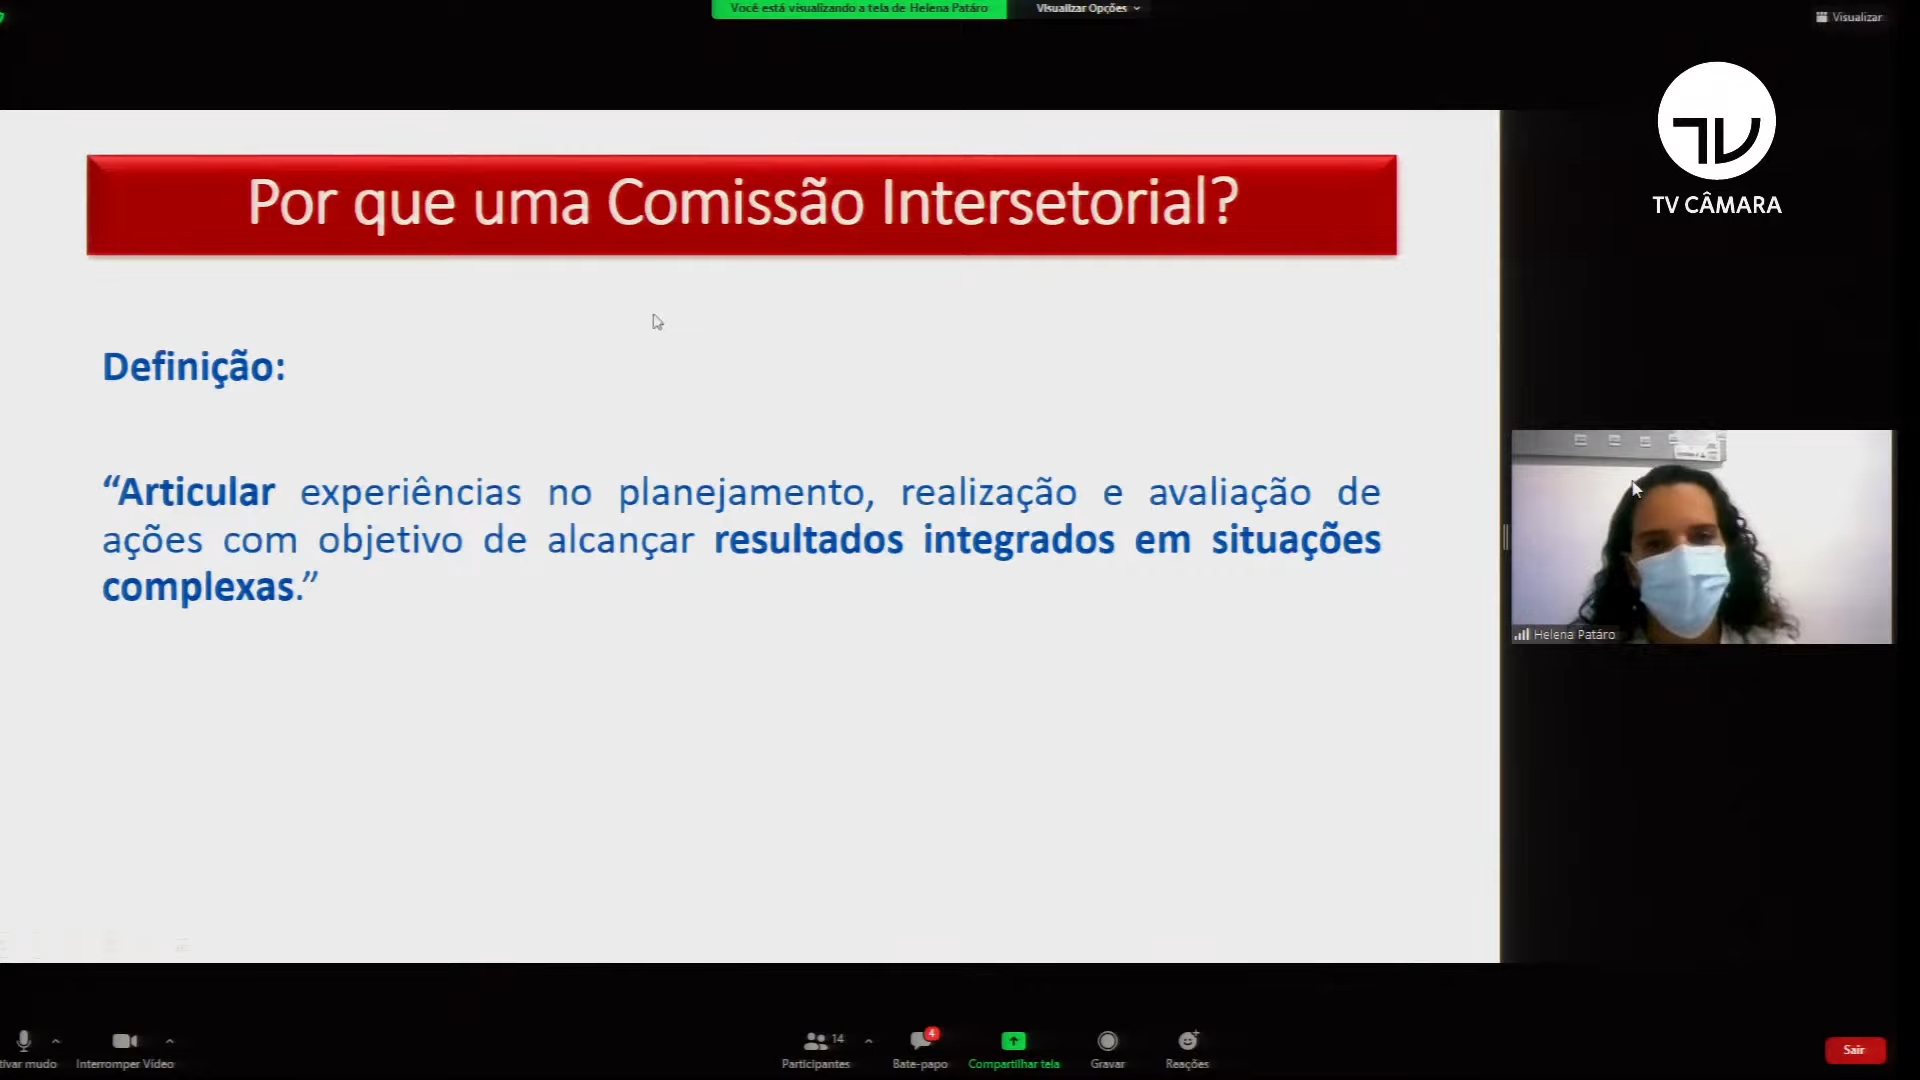 Você está visualizando a tela de Helena Patáro
Visualizar Opções
Visualizar
TV CÂMARA
Por que uma Comissão Intersetorial?
Definição:
“Articular experiências no planejamento, realização e avaliação de
ações com objetivo de alcançar resultados integrados em situações
complexas.”
Helena Patáro
tivar mudo
Interromper Vídeo
14
Participantes
4
Bate-papo
Compartilhar tela
Gravar
Reações
Sair